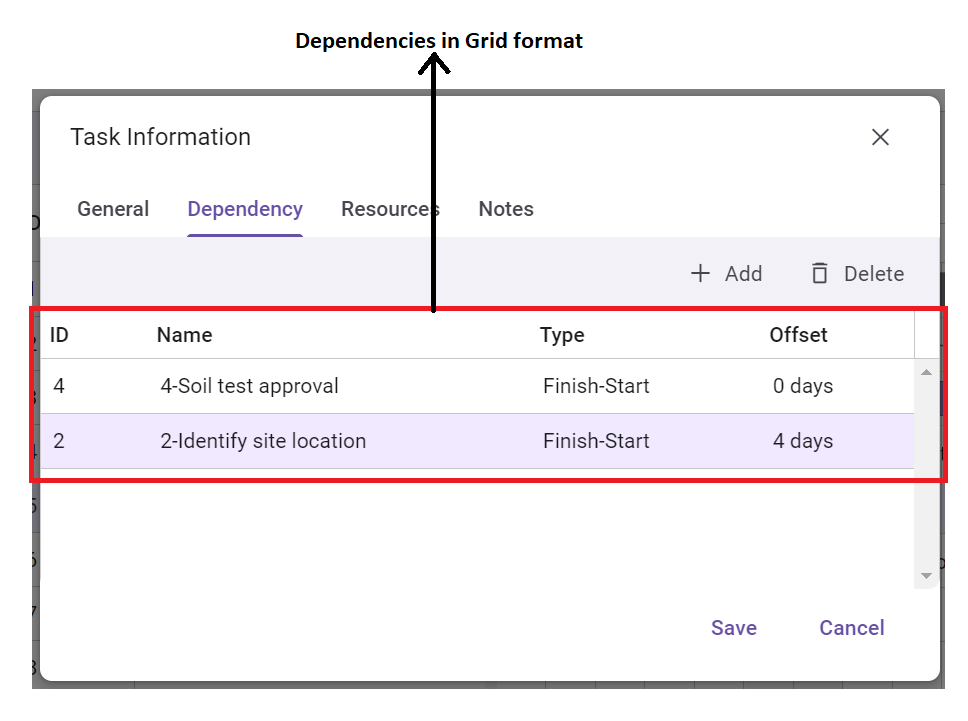 Dependencies in Grid format
Task Information
General Dependency Resources Notes
Add Delete
ID Name Type Offset
4 4-Soil test approval Finish-Start 0 days
2 2-Identify site location Finish-Start 4 days
Save Cancel